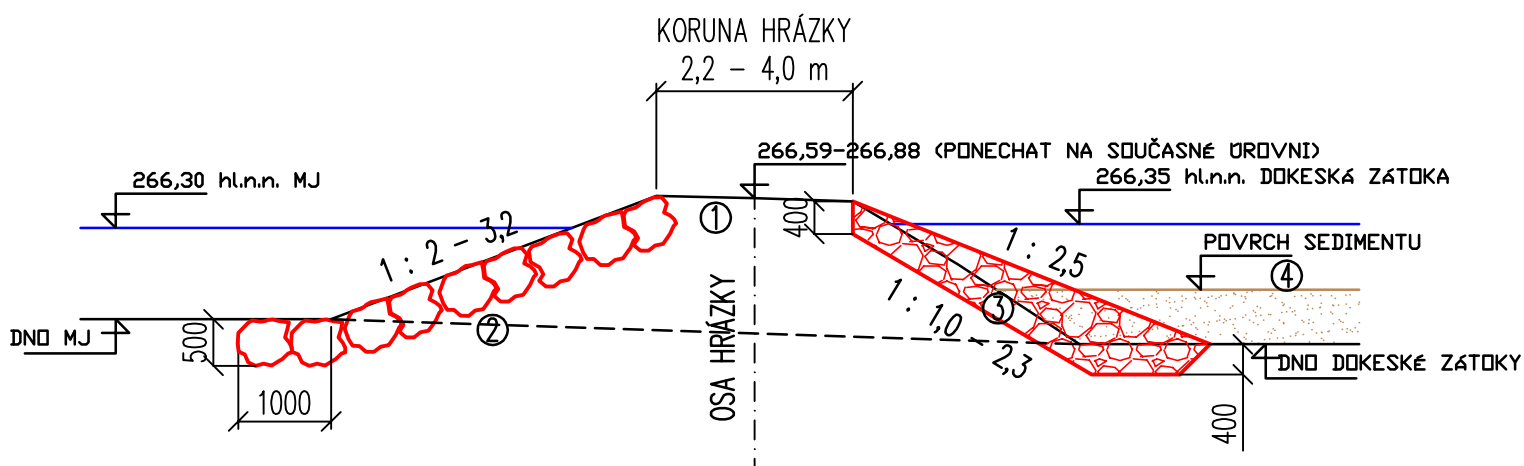 KORUNA HRÁZKY
2,2 - 4,0 m
266,59-266,88 (PONECHAT NA SOUČASNÉ ÚROVNI)
266,30 hl.n.n. MJ
266,35 hl.n.n. DOKESKÁ ZÁTOKA
1
400
1 : 2 - 3,2
1 : 2,5
POVRCH SEDIMENTU
4
1 : 1,0 - 2,3
3
OSA HRÁZKY
2
DNO MJ
500
1000
DNO DOKESKÉ ZÁTOKY
400